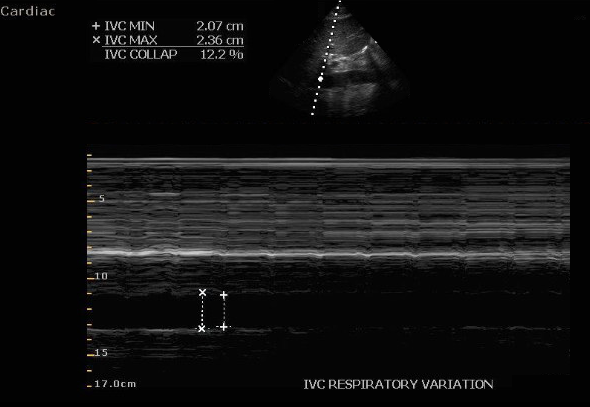 Cardiac
+ IVC MIN 2.07 cm
× IVC MAX 2.36 cm
IVC COLLAP 12.2 %
5
10
15
17.0cm
IVC RESPIRATORY VARIATION